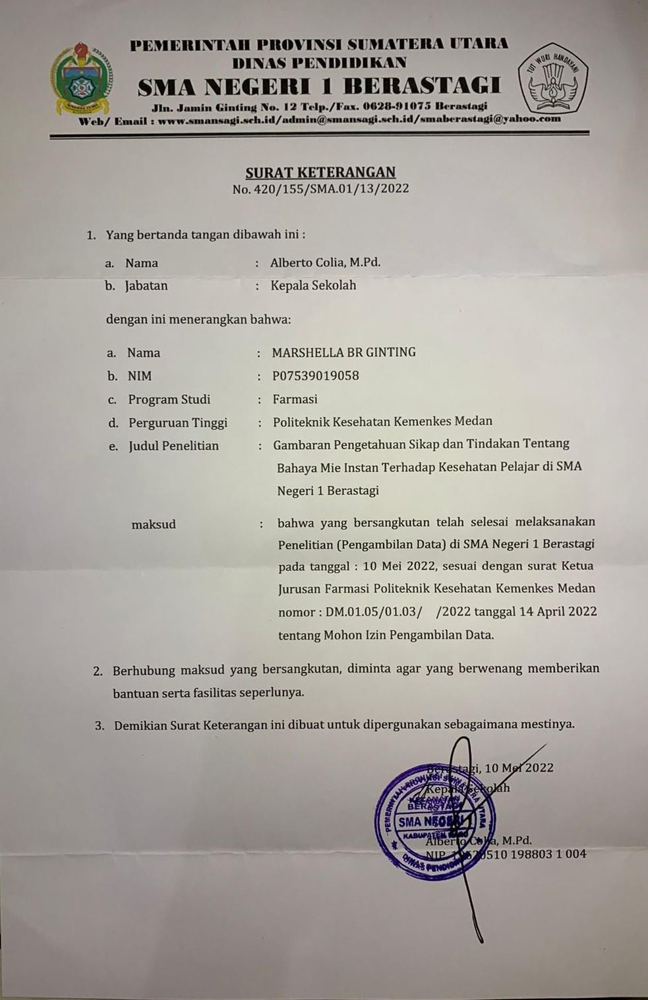 PEMERINTAH PROVINSI SUMATERA UTARA
DINAS PENDIDIKAN
SMA NEGERI 1 BERASTAGI
Jln. Jamin Ginting No. 12 Telp./Fax. 0628-91075 Berastagi
Web/ Email : www.smansagi.sch.id/admin@smansagi.sch.id/smaberastagi@yahoo.com
TUT WURI HANDAYANI
SURAT KETERANGAN
No. 420/155/SMA.01/13/2022
1. Yang bertanda tangan dibawah ini :
a. Nama : Alberto Colia, M.Pd.
b. Jabatan : Kepala Sekolah
dengan ini menerangkan bahwa:
a. Nama : MARSHELLA BR GINTING
b. NIM : P07539019058
c. Program Studi : Farmasi
d. Perguruan Tinggi : Politeknik Kesehatan Kemenkes Medan
e. Judul Penelitian : Gambaran Pengetahuan Sikap dan Tindakan Tentang
Bahaya Mie Instan Terhadap Kesehatan Pelajar di SMA
Negeri 1 Berastagi
maksud : bahwa yang bersangkutan telah selesai melaksanakan
Penelitian (Pengambilan Data) di SMA Negeri 1 Berastagi
pada tanggal : 10 Mei 2022, sesuai dengan surat Ketua
Jurusan Farmasi Politeknik Kesehatan Kemenkes Medan
nomor : DM.01.05/01.03/ /2022 tanggal 14 April 2022
tentang Mohon Izin Pengambilan Data.
2. Berhubung maksud yang bersangkutan, diminta agar yang berwenang memberikan
bantuan serta fasilitas seperlunya.
3. Demikian Surat Keterangan ini dibuat untuk dipergunakan sebagaimana mestinya.
Berastagi, 10 Mei 2022
Kepala Sekolah
PEMERINTAH PROVINSI SUMATERA UTARA
KECAMATAN
BERASTAGI
SMA NEGERI 1
KABUPATEN KARO
DINAS PENDIDIKAN
Alberto Colia, M.Pd.
NIP. 510 198803 1 004